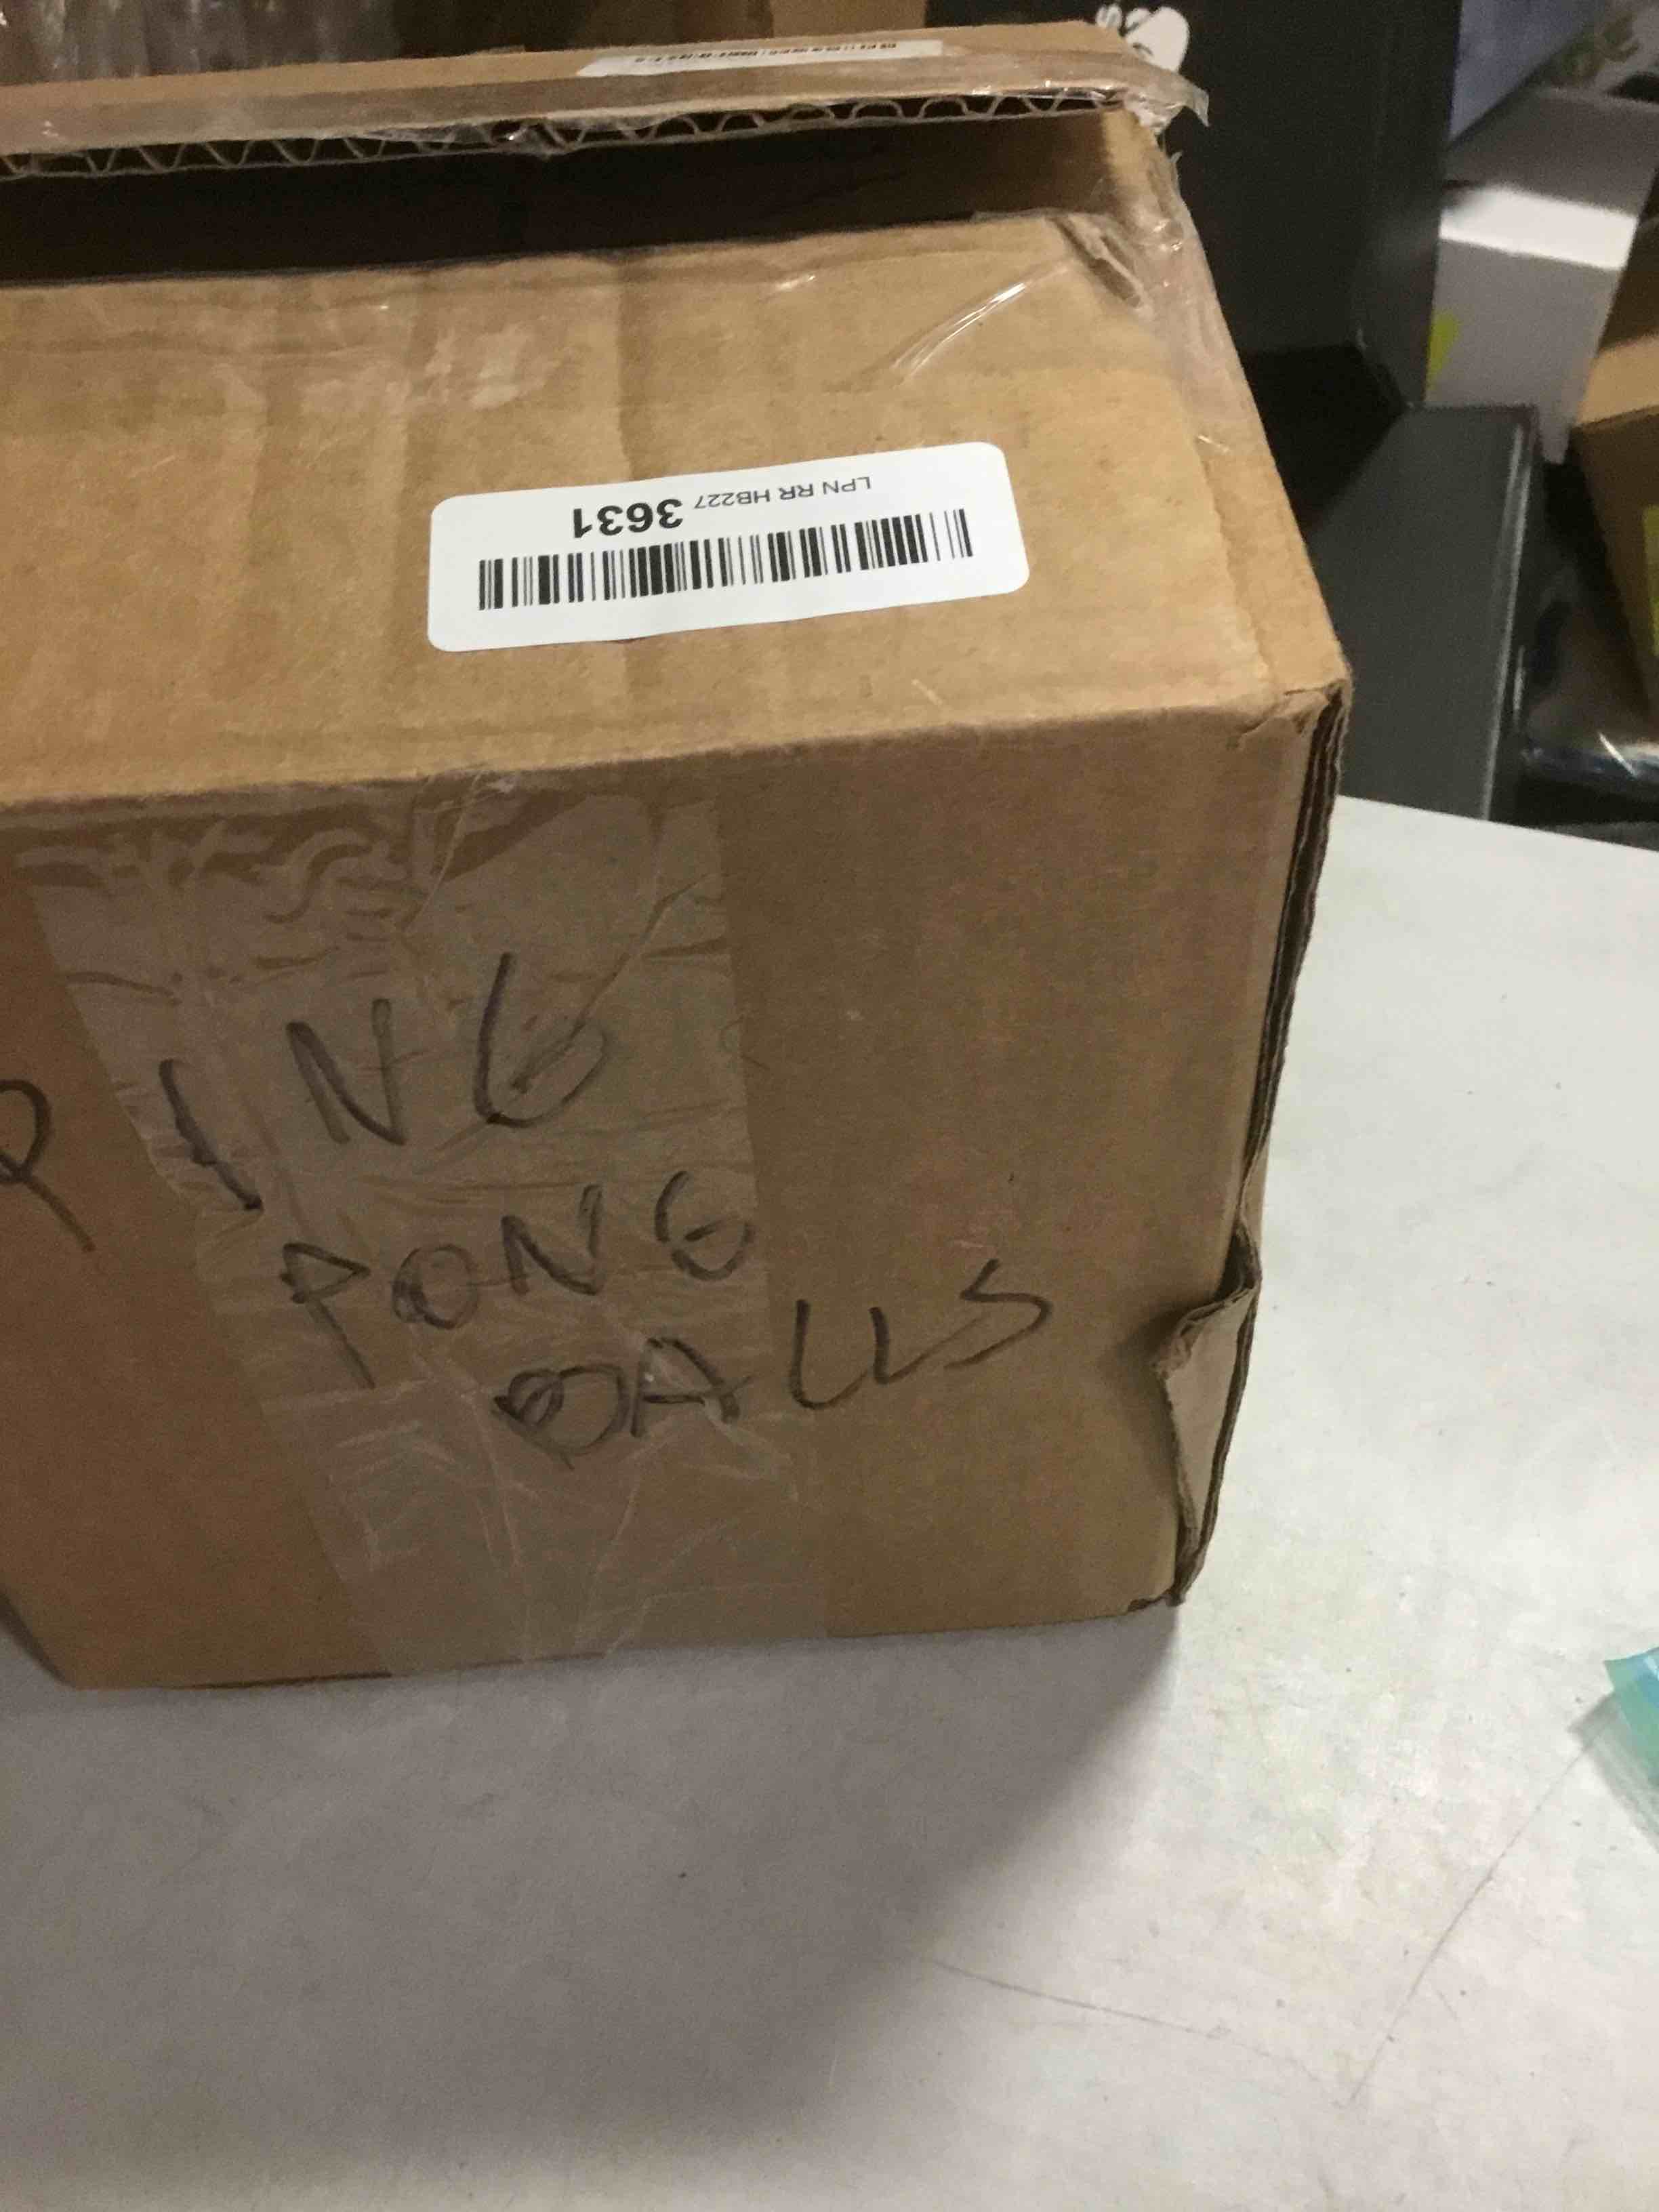 LPN RR HB227 3631
PING
PONG
BALLS